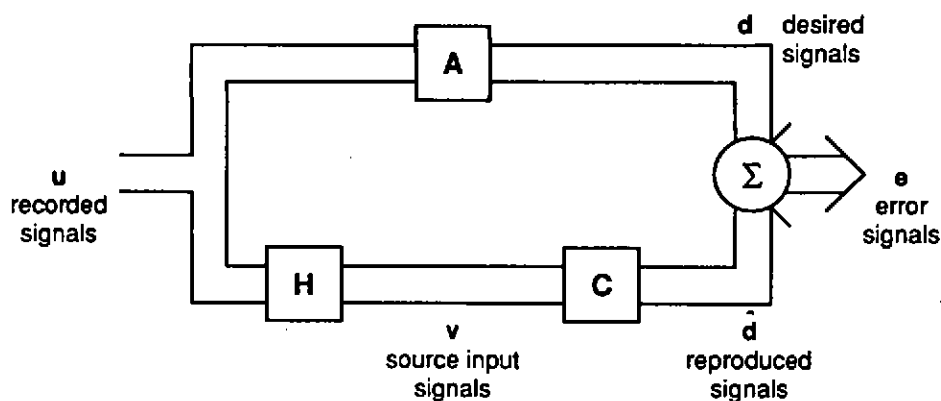 d desired
signals
A
u
recorded
signals
Σ
e
error
signals
H
C
v
source input
signals
d̂
reproduced
signals